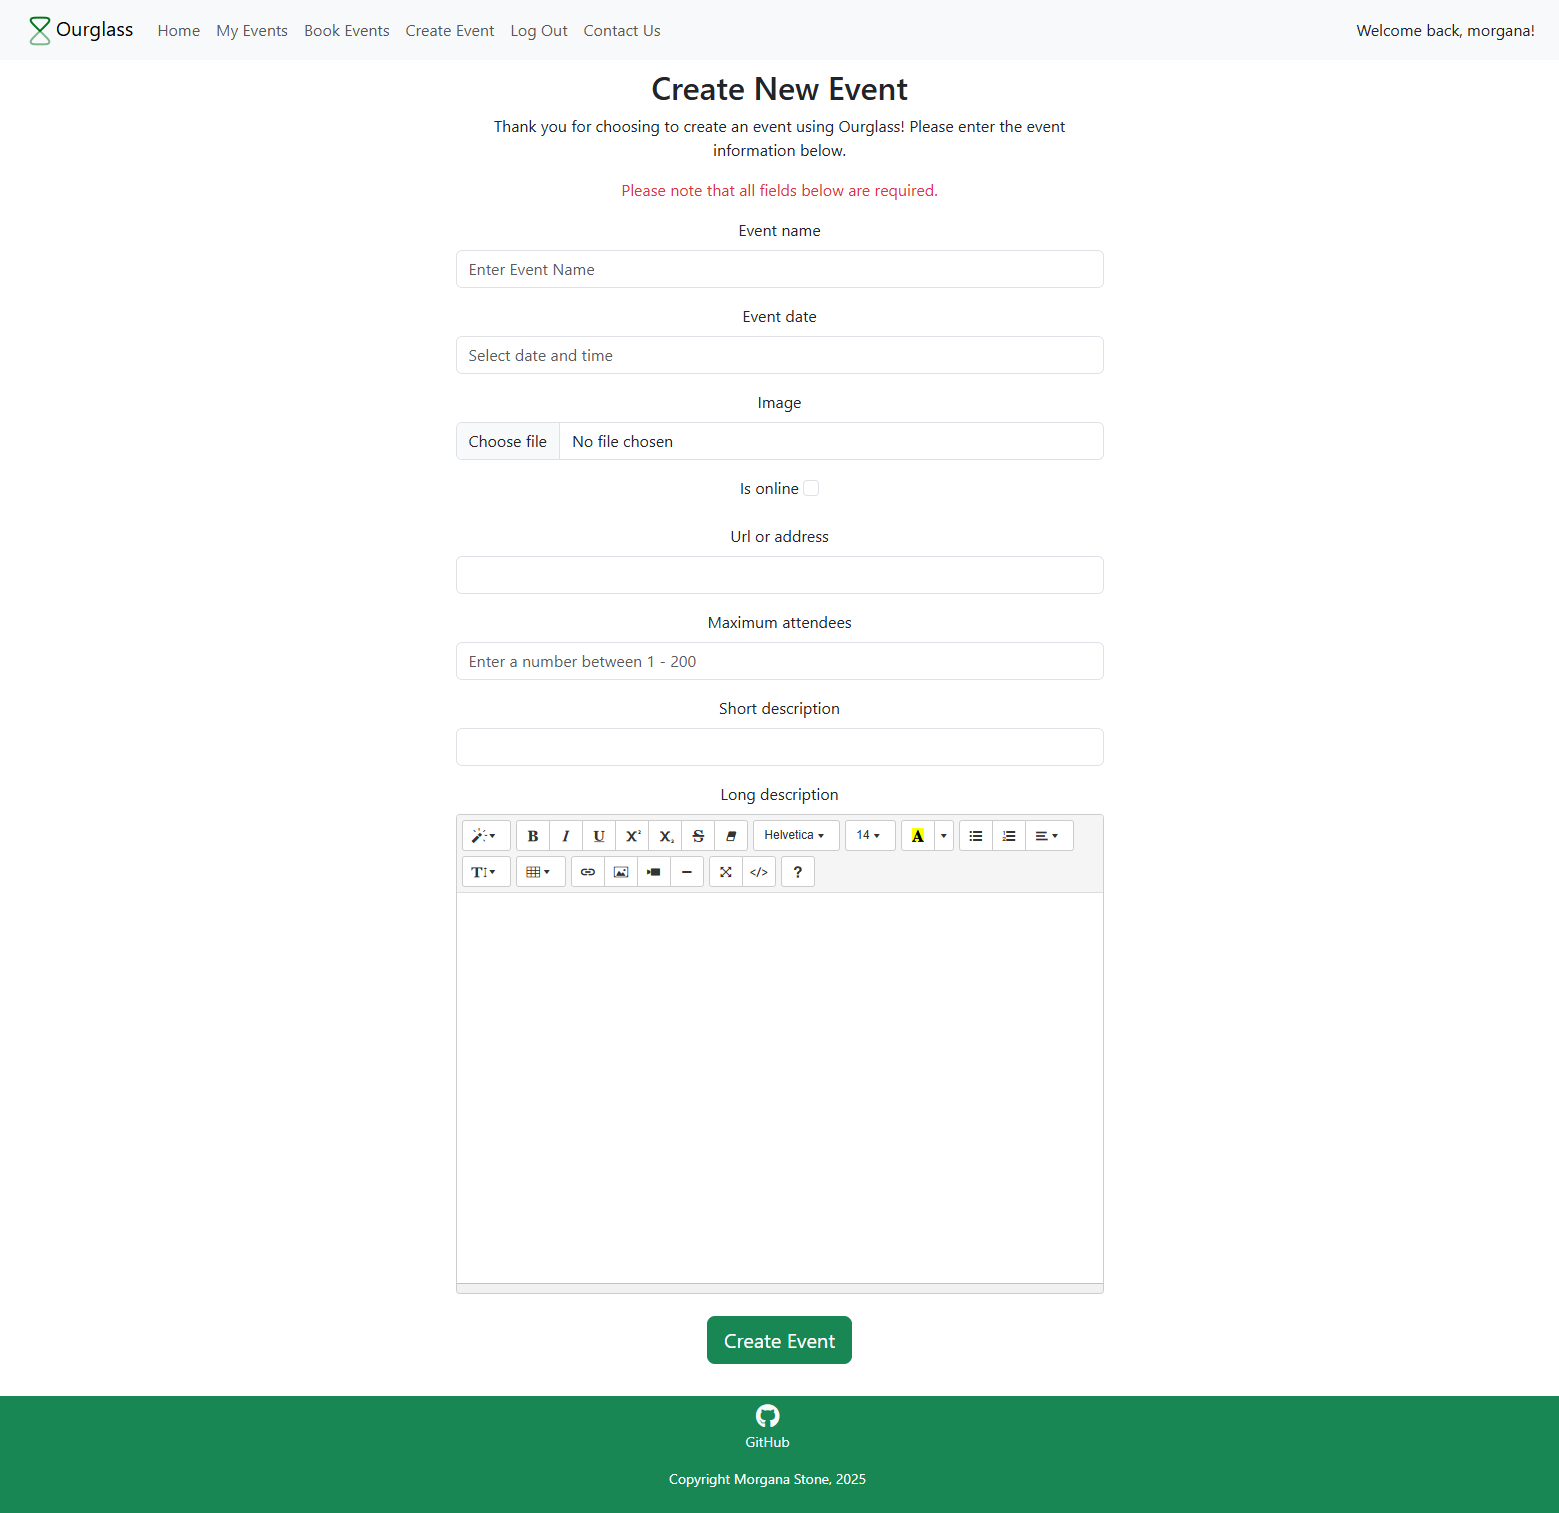 Ourglass Home My Events Book Events Create Event Log Out Contact Us Welcome back, morgana!
Create New Event
Thank you for choosing to create an event using Ourglass! Please enter the event
information below.
Please note that all fields below are required.
Event name
Enter Event Name
Event date
Select date and time
Image
Choose file No file chosen
Is online
Url or address
Maximum attendees
Enter a number between 1 - 200
Short description
Long description
B I U X² X₂ S Helvetica 14 A
T </> ?
Create Event
GitHub
Copyright Morgana Stone, 2025